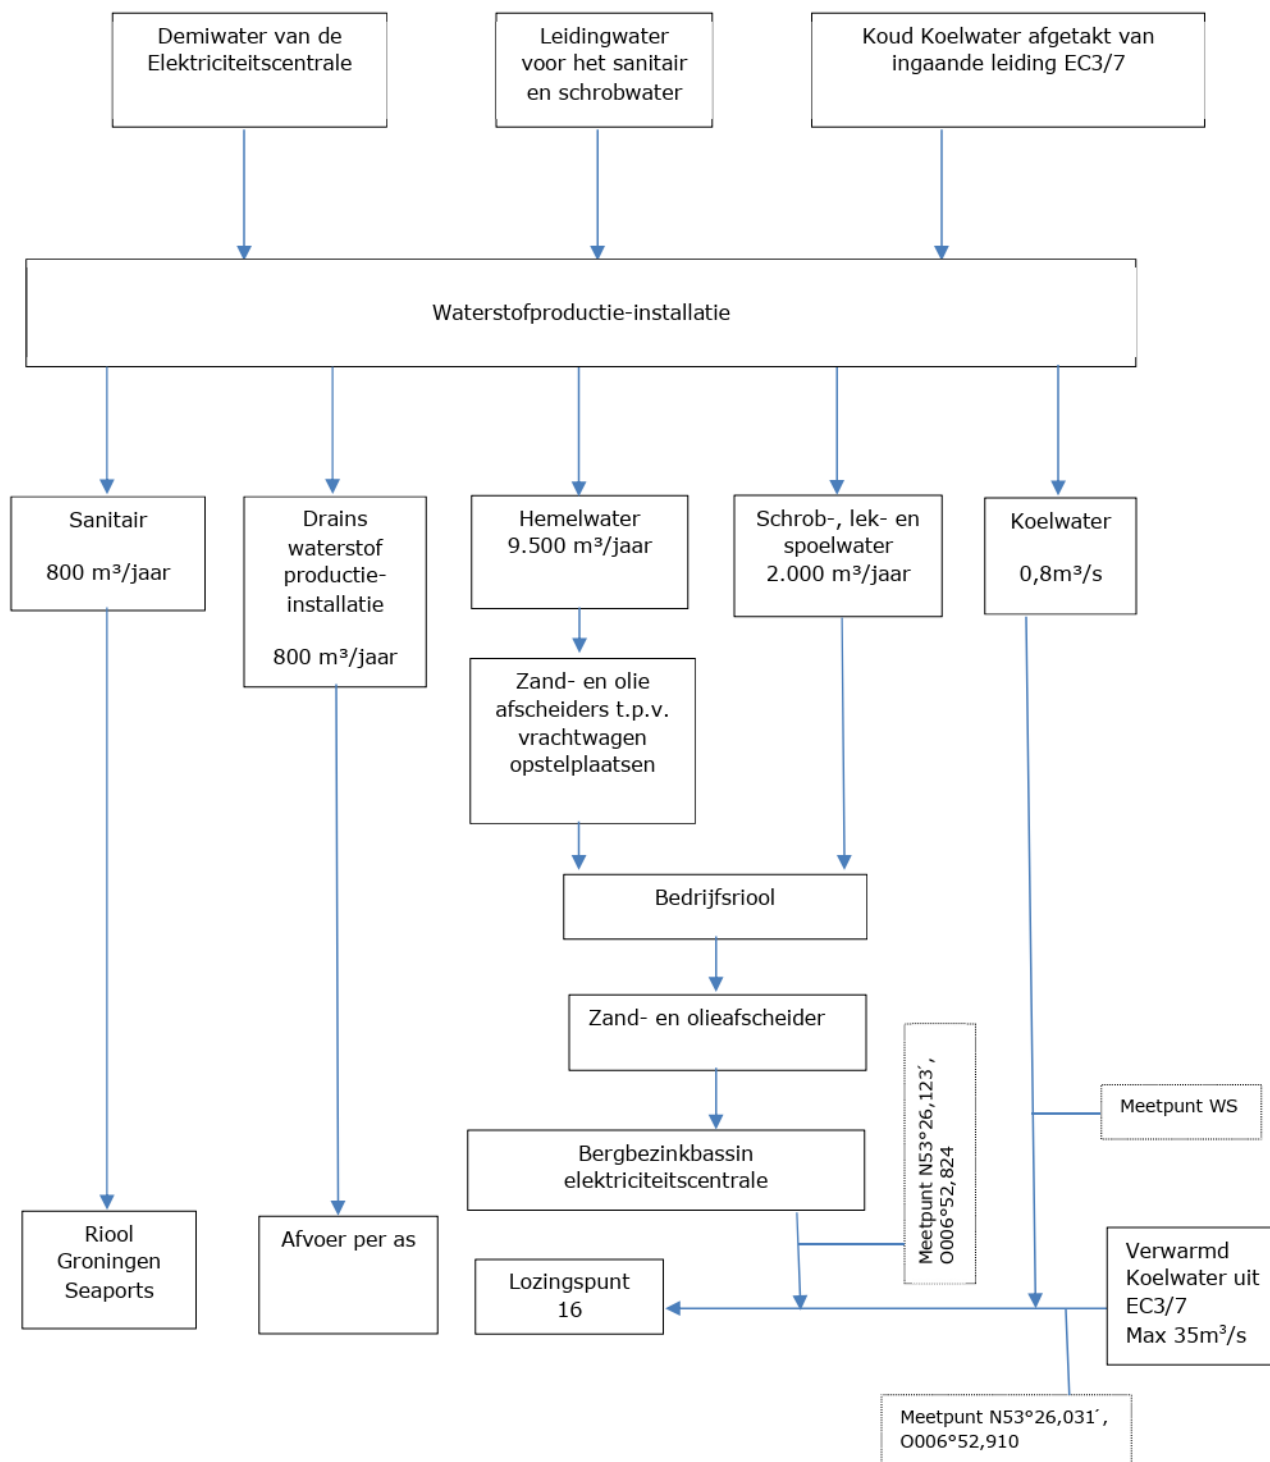 Demiwater van de
Elektriciteitscentrale
Leidingwater
voor het sanitair
en schrobwater
Koud Koelwater afgetakt van
ingaande leiding EC3/7
Waterstofproductie-installatie
Sanitair
800 m³/jaar
Drains
waterstof
productie-
installatie
800 m³/jaar
Hemelwater
9.500 m³/jaar
Schrob-, lek- en
spoelwater
2.000 m³/jaar
Koelwater
0,8m³/s
Zand- en olie
afscheiders t.p.v.
vrachtwagen
opstelplaatsen
Bedrijfsriool
Zand- en olieafscheider
Meetpunt N53°26,123´,
O006°52,824
Meetpunt WS
Bergbezinkbassin
elektriciteitscentrale
Riool
Groningen
Seaports
Afvoer per as
Lozingspunt
16
Verwarmd
Koelwater uit
EC3/7
Max 35m³/s
Meetpunt N53°26,031´,
O006°52,910